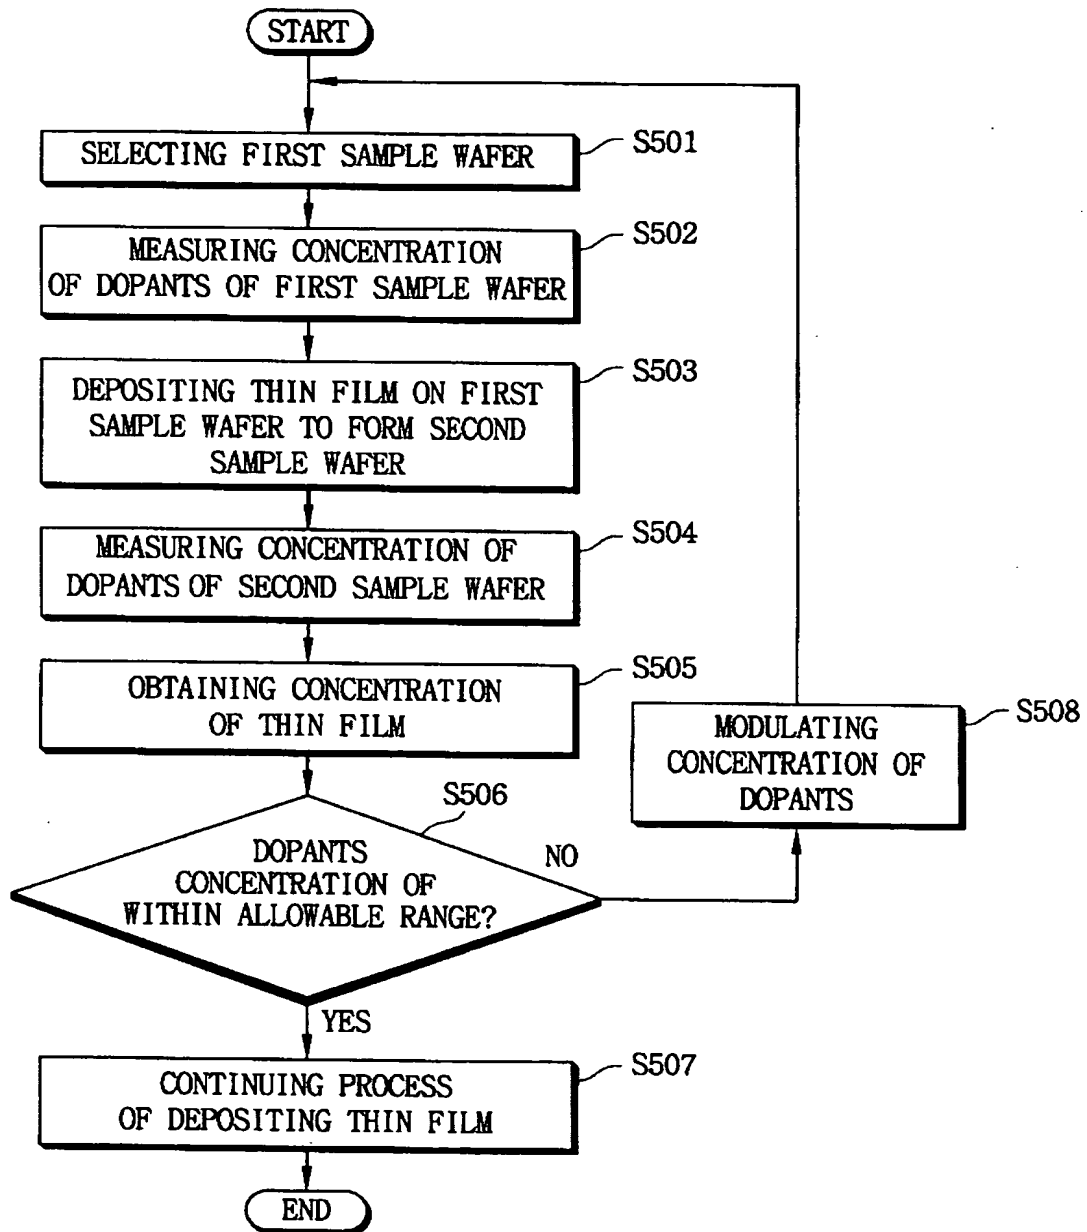 START
SELECTING FIRST SAMPLE WAFER
S501
MEASURING CONCENTRATION
OF DOPANTS OF FIRST SAMPLE WAFER
S502
DEPOSITING THIN FILM ON FIRST
SAMPLE WAFER TO FORM SECOND
SAMPLE WAFER
S503
MEASURING CONCENTRATION OF
DOPANTS OF SECOND SAMPLE WAFER
S504
OBTAINING CONCENTRATION
OF THIN FILM
S505
MODULATING
CONCENTRATION OF
DOPANTS
S508
S506
DOPANTS
CONCENTRATION OF
WITHIN ALLOWABLE RANGE?
NO
YES
CONTINUING PROCESS
OF DEPOSITING THIN FILM
S507
END